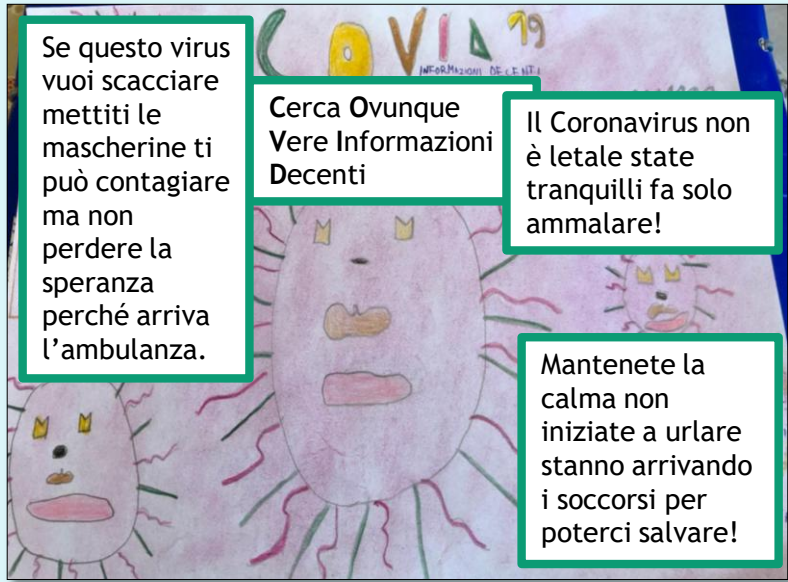 COVID 19
INFORMAZIONI DECENTI
Se questo virus
vuoi scacciare
mettiti le
mascherine ti
può contagiare
ma non
perdere la
speranza
perché arriva
l’ambulanza.
Cerca Ovunque
Vere Informazioni
Decenti
Il Coronavirus non
è letale state
tranquilli fa solo
ammalare!
Mantenete la
calma non
iniziate a urlare
stanno arrivando
i soccorsi per
poterci salvare!